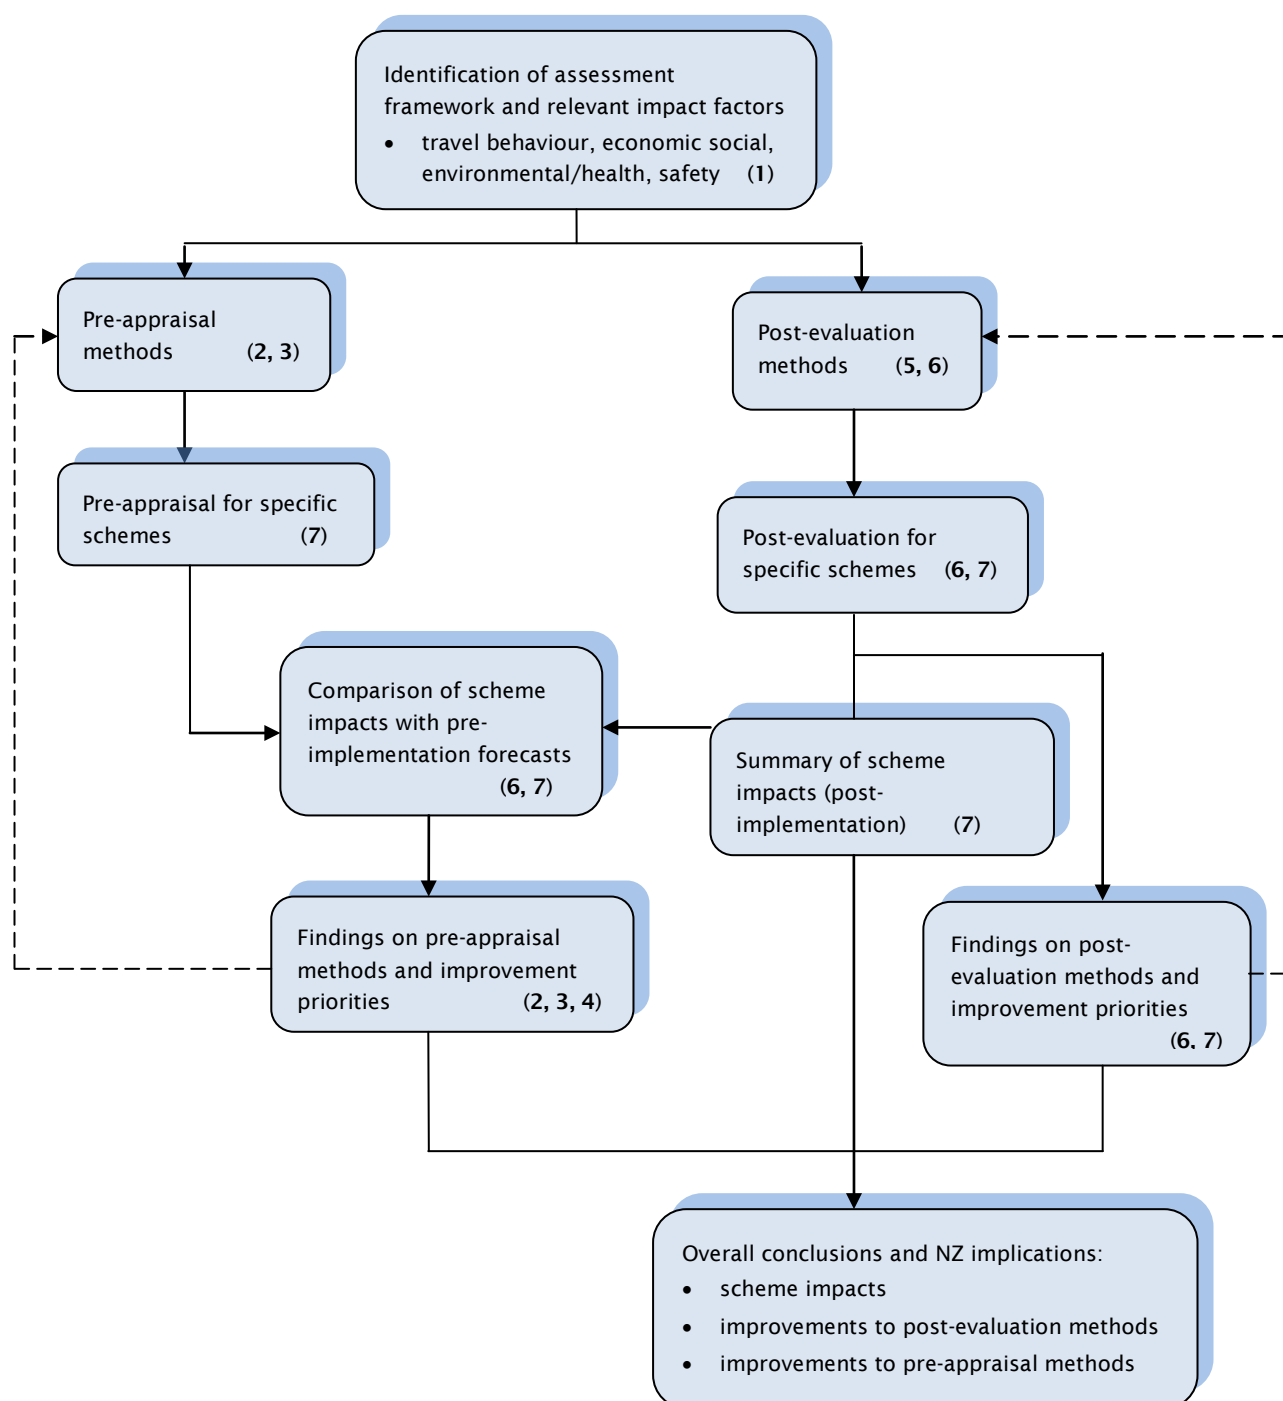 Identification of assessment
framework and relevant impact factors
• travel behaviour, economic social,
environmental/health, safety (1)
Pre-appraisal
methods (2, 3)
Post-evaluation
methods (5, 6)
Pre-appraisal for specific
schemes (7)
Post-evaluation for
specific schemes (6, 7)
Comparison of scheme
impacts with pre-
implementation forecasts
(6, 7)
Summary of scheme
impacts (post-
implementation) (7)
Findings on pre-appraisal
methods and improvement
priorities (2, 3, 4)
Findings on post-
evaluation methods and
improvement priorities
(6, 7)
Overall conclusions and NZ implications:
• scheme impacts
• improvements to post-evaluation methods
• improvements to pre-appraisal methods